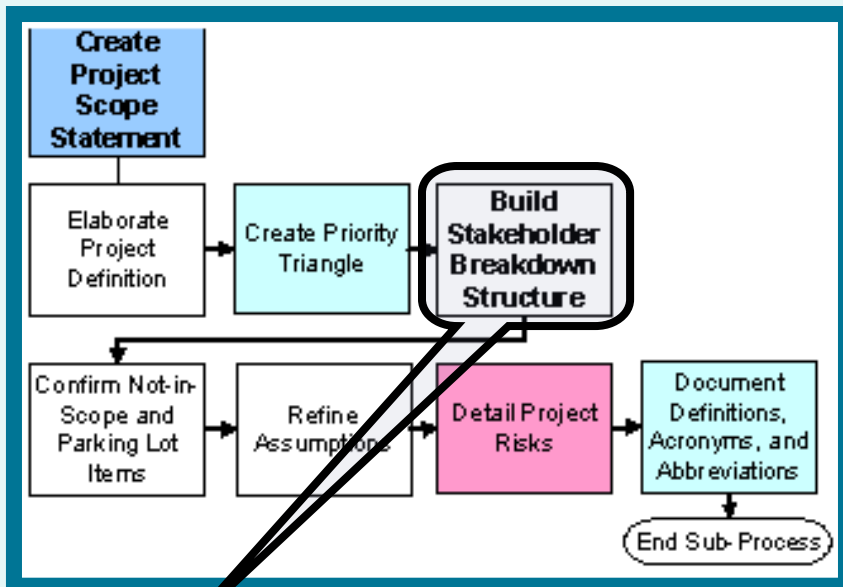 Create
Project
Scope
Statement
Elaborate
Project
Definition
Create Priority
Triangle
Build
Stakeholder
Breakdown
Structure
Confirm Not-in-
Scope and
Parking Lot
Items
Refine
Assumptions
Detail Project
Risks
Document
Definitions,
Acronyms, and
Abbreviations
End Sub-Process